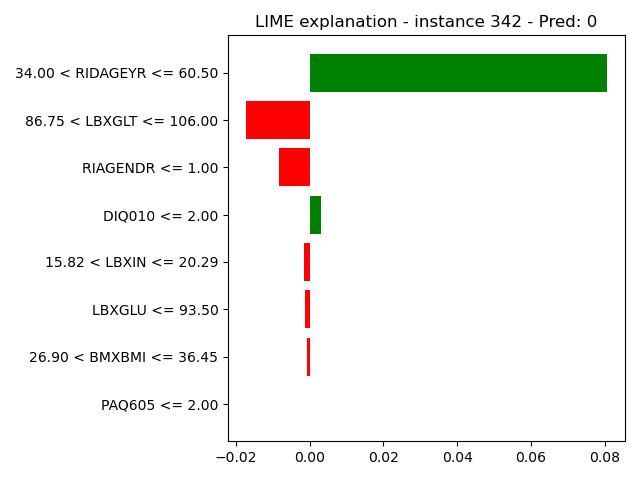 LIME explanation - instance 342 - Pred: 0
34.00 < RIDAGEYR <= 60.50
86.75 < LBXGLT <= 106.00
RIAGENDR <= 1.00
DIQ010 <= 2.00
15.82 < LBXIN <= 20.29
LBXGLU <= 93.50
26.90 < BMXBMI <= 36.45
PAQ605 <= 2.00
−0.02 0.00 0.02 0.04 0.06 0.08